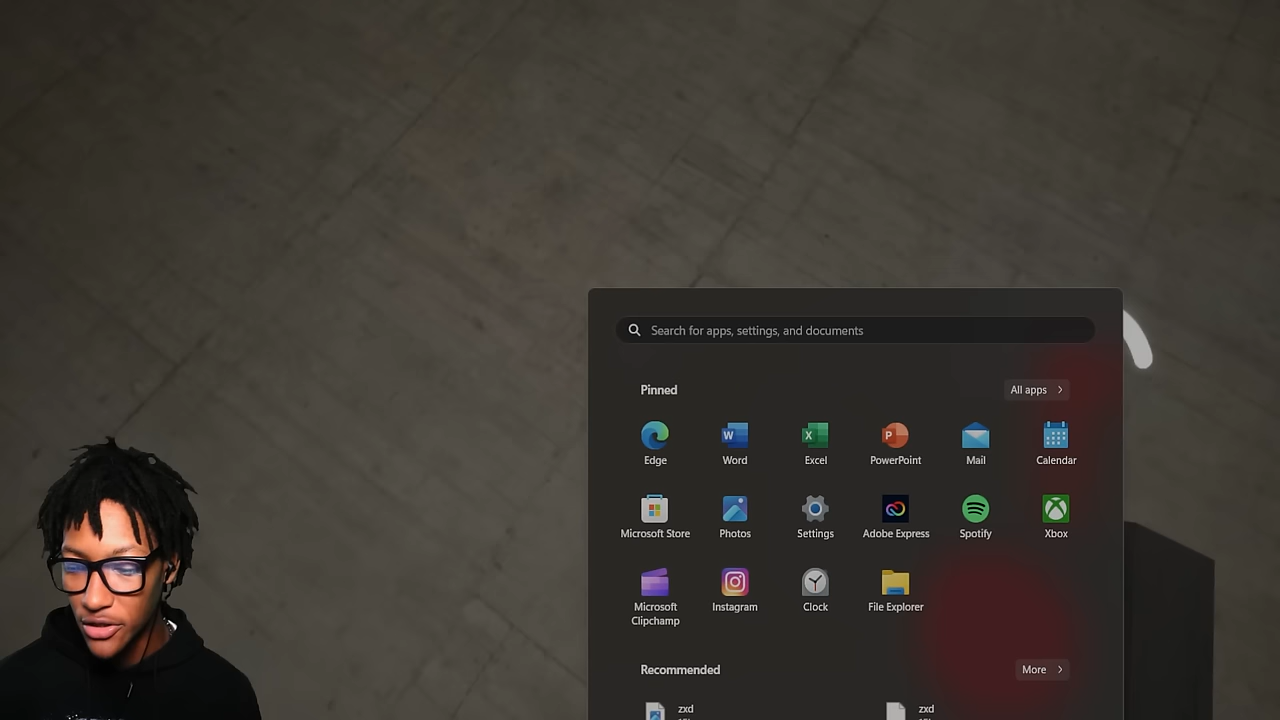 Search for apps, settings, and documents
Pinned
All apps
Edge
Word
Excel
PowerPoint
Mail
Calendar
Microsoft Store
Photos
Settings
Adobe Express
Spotify
Xbox
Microsoft
Clipchamp
Instagram
Clock
File Explorer
Recommended
More
zxd
zxd